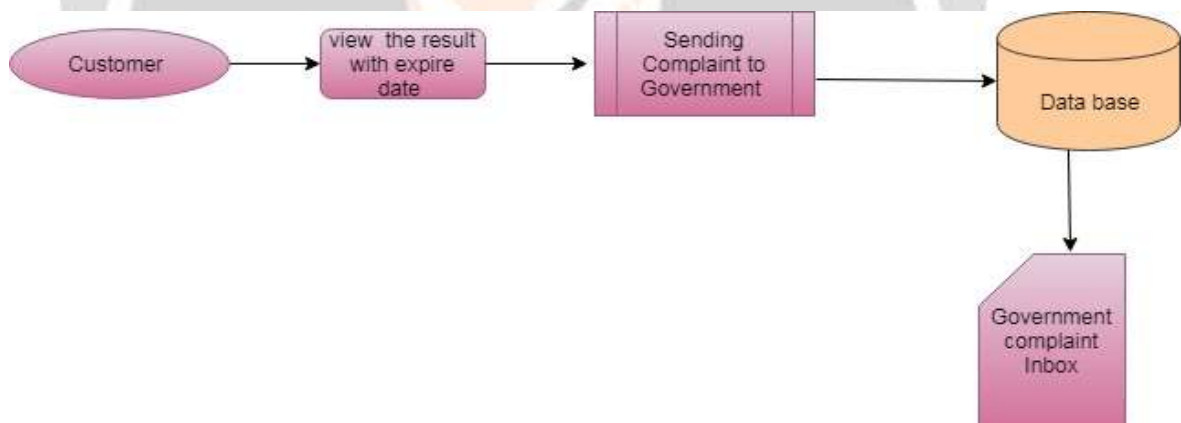 Customer
view the result
with expire
date
Sending
Complaint to
Government
Data base
Government
complaint
Inbox